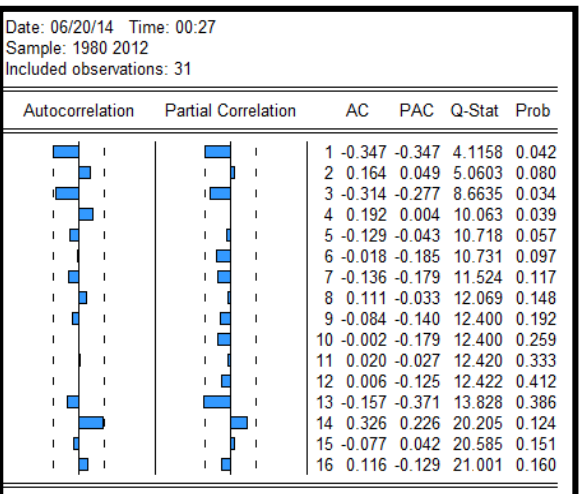 Date: 06/20/14 Time: 00:27
Sample: 1980 2012
Included observations: 31
Autocorrelation Partial Correlation AC PAC Q-Stat Prob
1 -0.347 -0.347 4.1158 0.042
2 0.164 0.049 5.0603 0.080
3 -0.314 -0.277 8.6635 0.034
4 0.192 0.004 10.063 0.039
5 -0.129 -0.043 10.718 0.057
6 -0.018 -0.185 10.731 0.097
7 -0.136 -0.179 11.524 0.117
8 0.111 -0.033 12.069 0.148
9 -0.084 -0.140 12.400 0.192
10 -0.002 -0.179 12.400 0.259
11 0.020 -0.027 12.420 0.333
12 0.006 -0.125 12.422 0.412
13 -0.157 -0.371 13.828 0.386
14 0.326 0.226 20.205 0.124
15 -0.077 0.042 20.585 0.151
16 0.116 -0.129 21.001 0.160